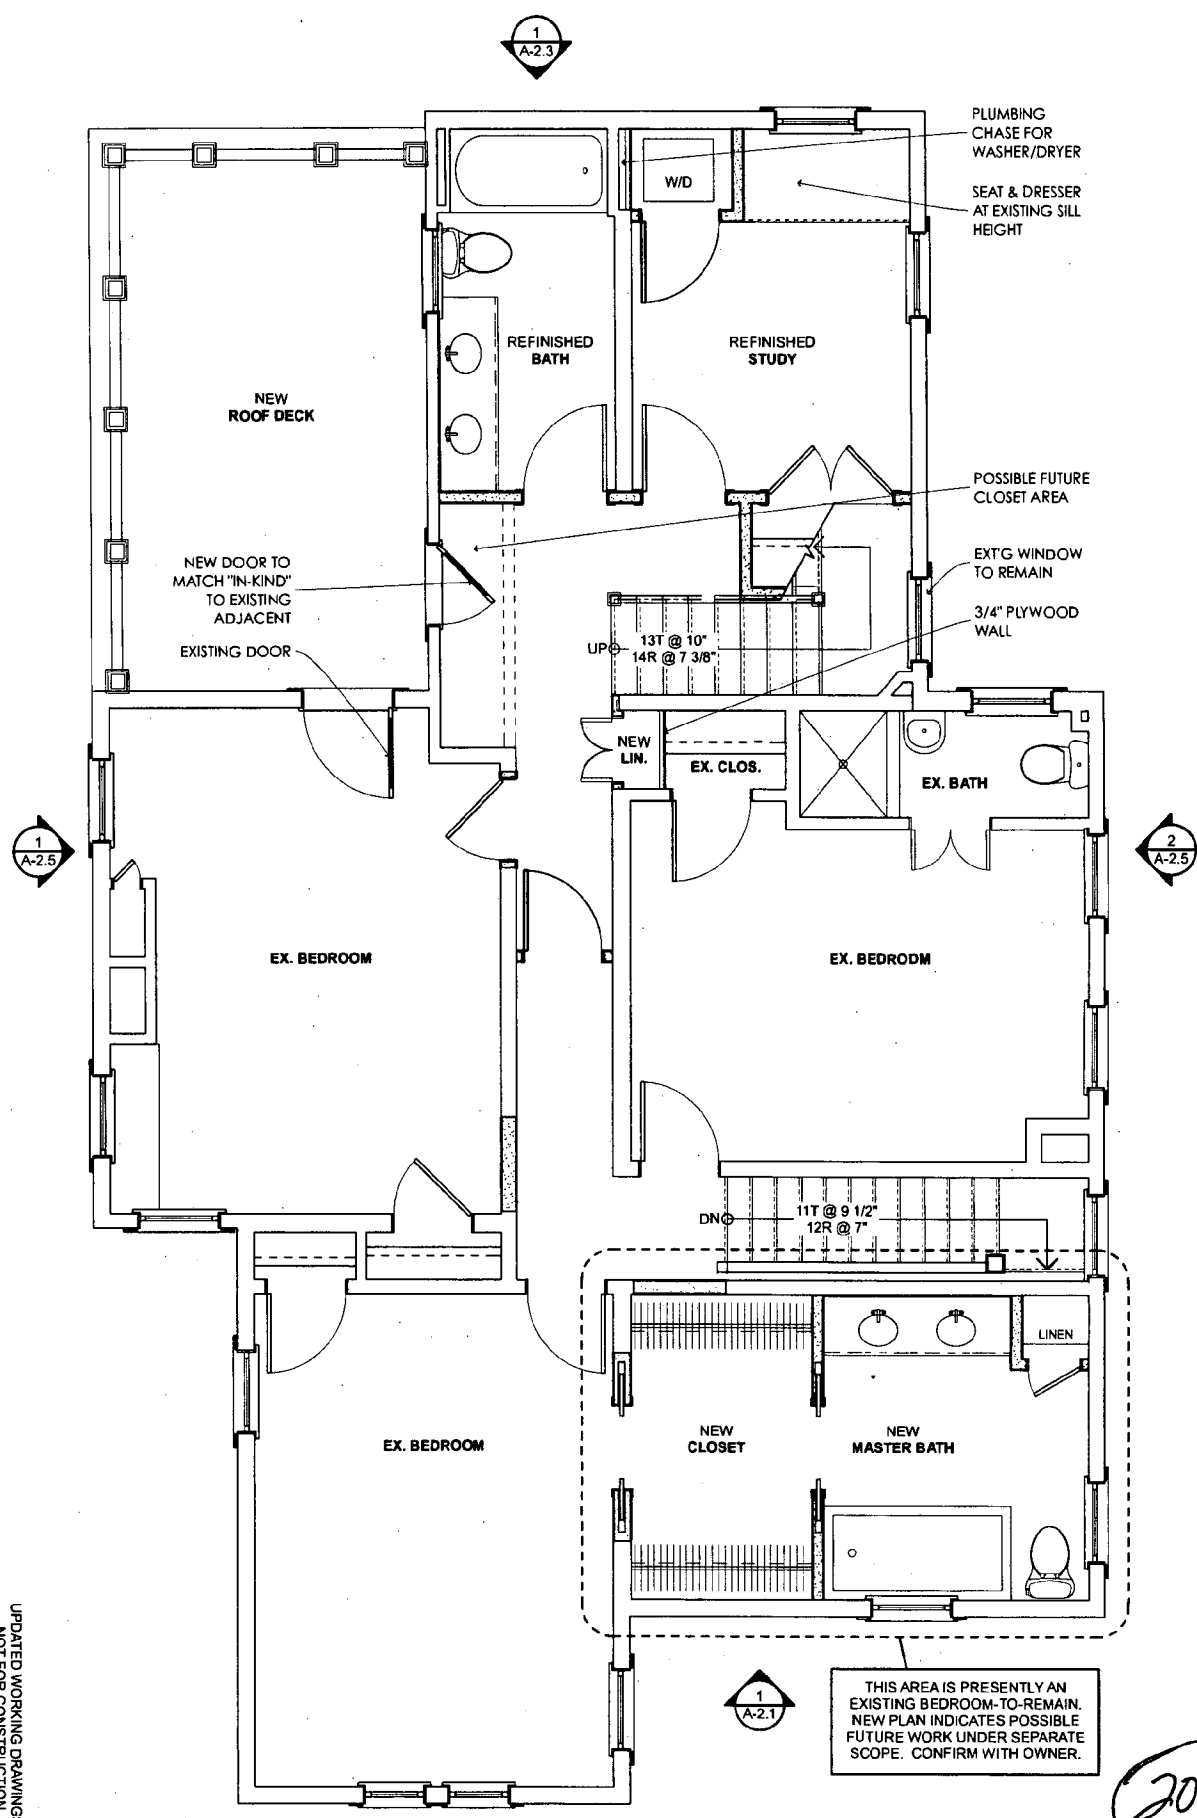 1
A-2.3
PLUMBING
CHASE FOR
WASHER/DRYER
W/D
SEAT & DRESSER
AT EXISTING SILL
HEIGHT
REFINISHED
BATH
REFINISHED
STUDY
NEW
ROOF DECK
POSSIBLE FUTURE
CLOSET AREA
NEW DOOR TO
MATCH "IN-KIND"
TO EXISTING
ADJACENT
EXT'G WINDOW
TO REMAIN
3/4" PLYWOOD
WALL
EXISTING DOOR
UP
13T @ 10"
14R @ 7 3/8"
NEW
LIN.
EX. CLOS.
EX. BATH
1
A-2.5
2
A-2.5
EX. BEDROOM
EX. BEDROOM
DN
11T @ 9 1/2"
12R @ 7"
LINEN
EX. BEDROOM
NEW
CLOSET
NEW
MASTER BATH
1
A-2.1
THIS AREA IS PRESENTLY AN
EXISTING BEDROOM-TO-REMAIN.
NEW PLAN INDICATES POSSIBLE
FUTURE WORK UNDER SEPARATE
SCOPE. CONFIRM WITH OWNER.
UPDATED WORKING DRAWINGS
NOT FOR CONSTRUCTION
20